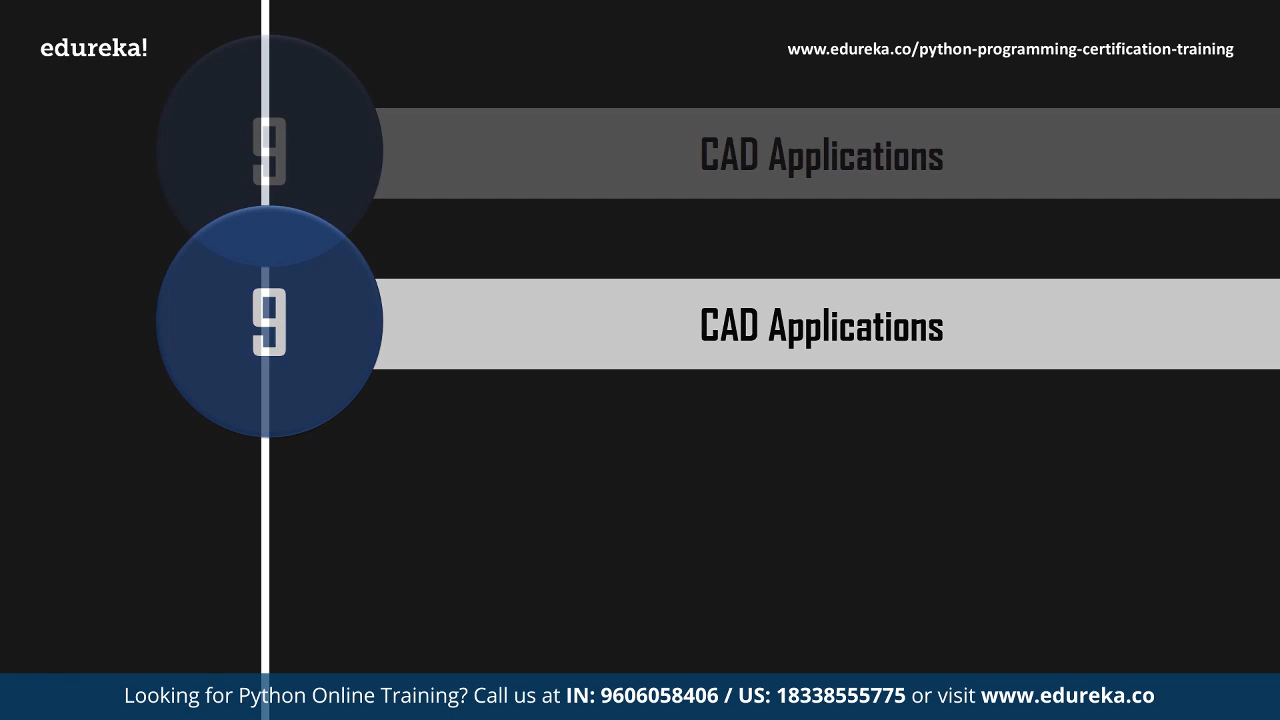 edureka!
www.edureka.co/python-programming-certification-training
9
CAD Applications
9
CAD Applications
Looking for Python Online Training? Call us at IN: 9606058406 / US: 18338555775 or visit www.edureka.co